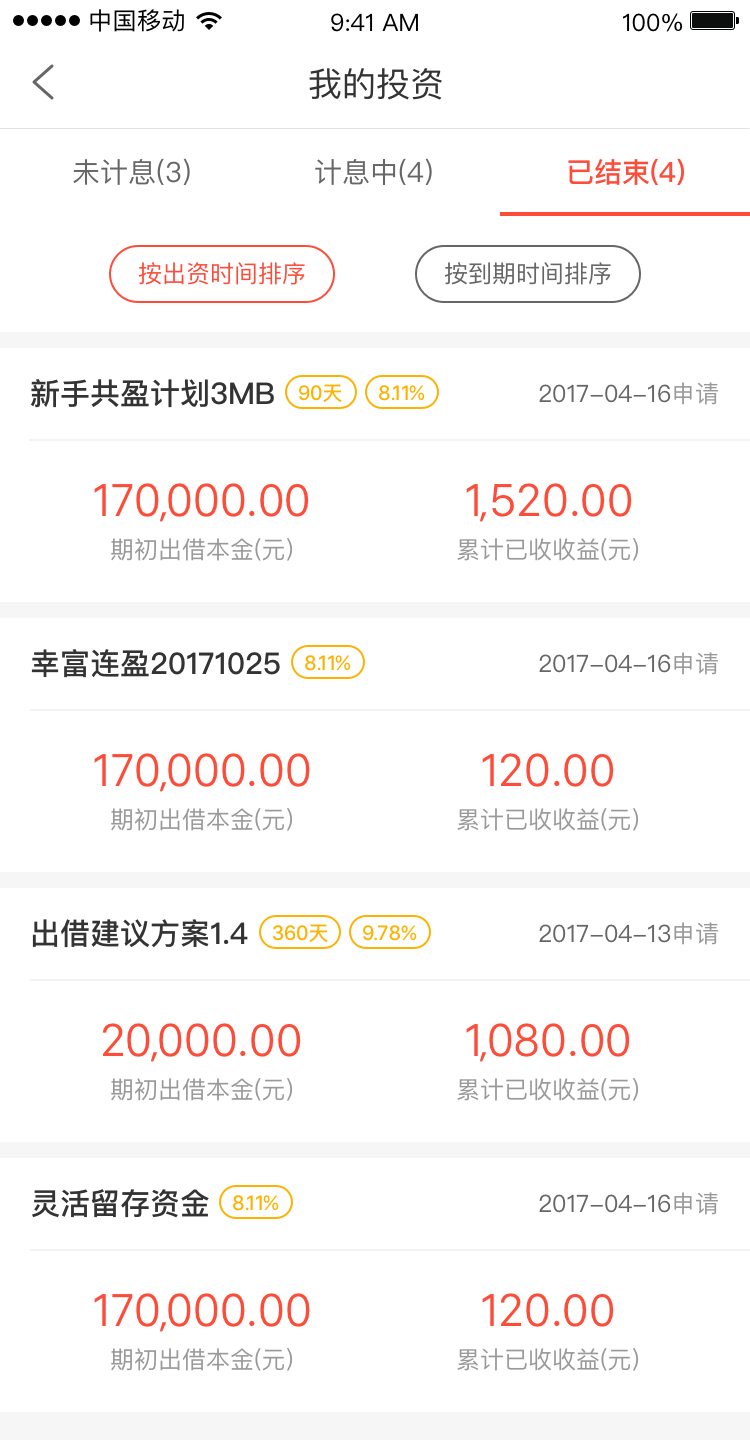 中国移动 9:41 AM 100%
我的投资
未计息(3) 计息中(4) 已结束(4)
按出资时间排序 按到期时间排序
新手共盈计划3MB 90天 8.11% 2017-04-16申请
170,000.00 1,520.00
期初出借本金(元) 累计已收收益(元)
幸富连盈20171025 8.11% 2017-04-16申请
170,000.00 120.00
期初出借本金(元) 累计已收收益(元)
出借建议方案1.4 360天 9.78% 2017-04-13申请
20,000.00 1,080.00
期初出借本金(元) 累计已收收益(元)
灵活留存资金 8.11% 2017-04-16申请
170,000.00 120.00
期初出借本金(元) 累计已收收益(元)